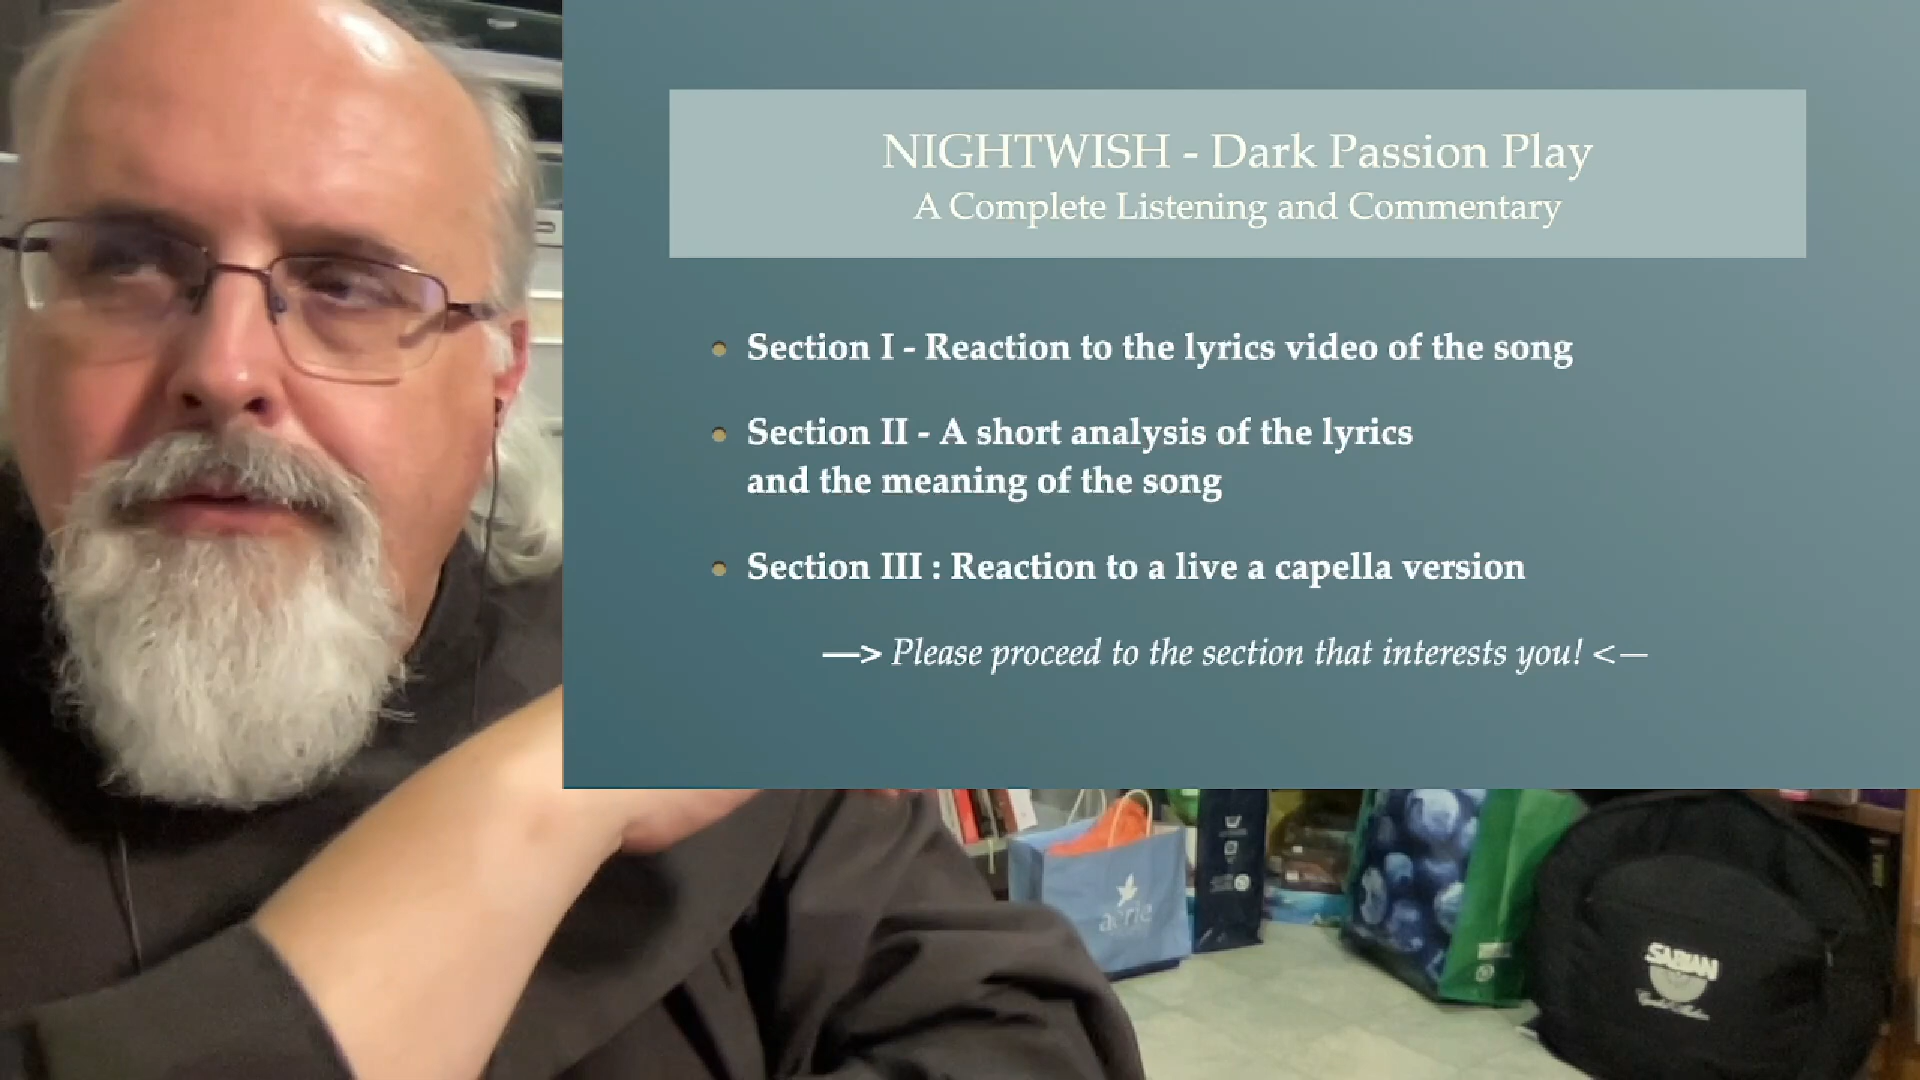 NIGHTWISH - Dark Passion Play
A Complete Listening and Commentary
Section I - Reaction to the lyrics video of the song
Section II - A short analysis of the lyrics
and the meaning of the song
Section III : Reaction to a live a capella version
—> Please proceed to the section that interests you! <—
aerie
SABIAN